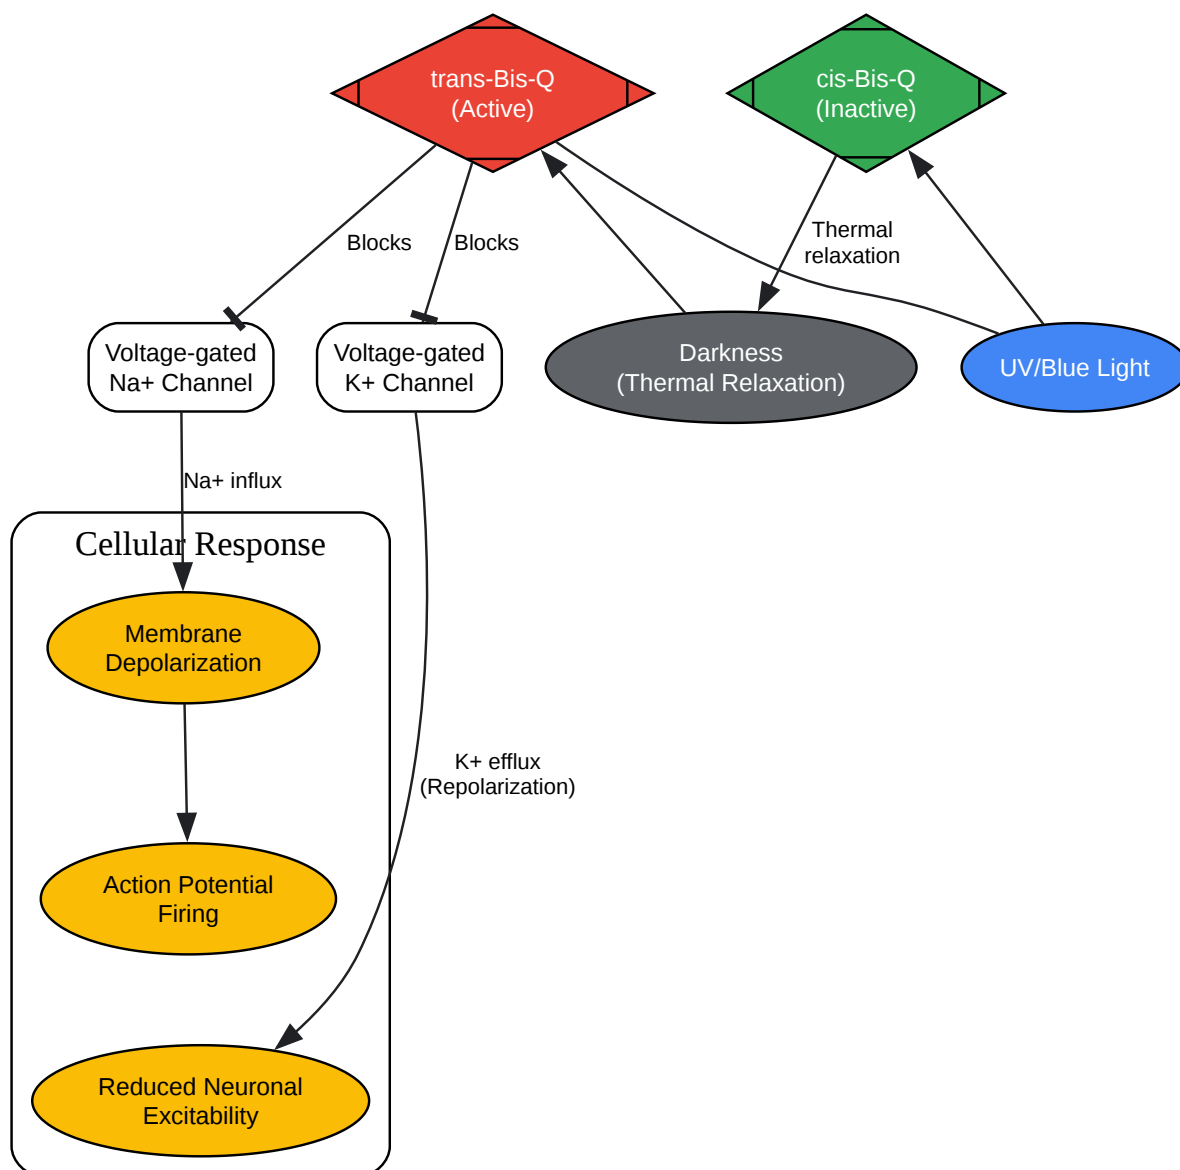 trans-Bis-Q
(Active)
cis-Bis-Q
(Inactive)
Blocks
Blocks
Thermal
relaxation
Voltage-gated
Na+ Channel
Voltage-gated
K+ Channel
Darkness
(Thermal Relaxation)
UV/Blue Light
Na+ influx
Cellular Response
Membrane
Depolarization
K+ efflux
(Repolarization)
Action Potential
Firing
Reduced Neuronal
Excitability